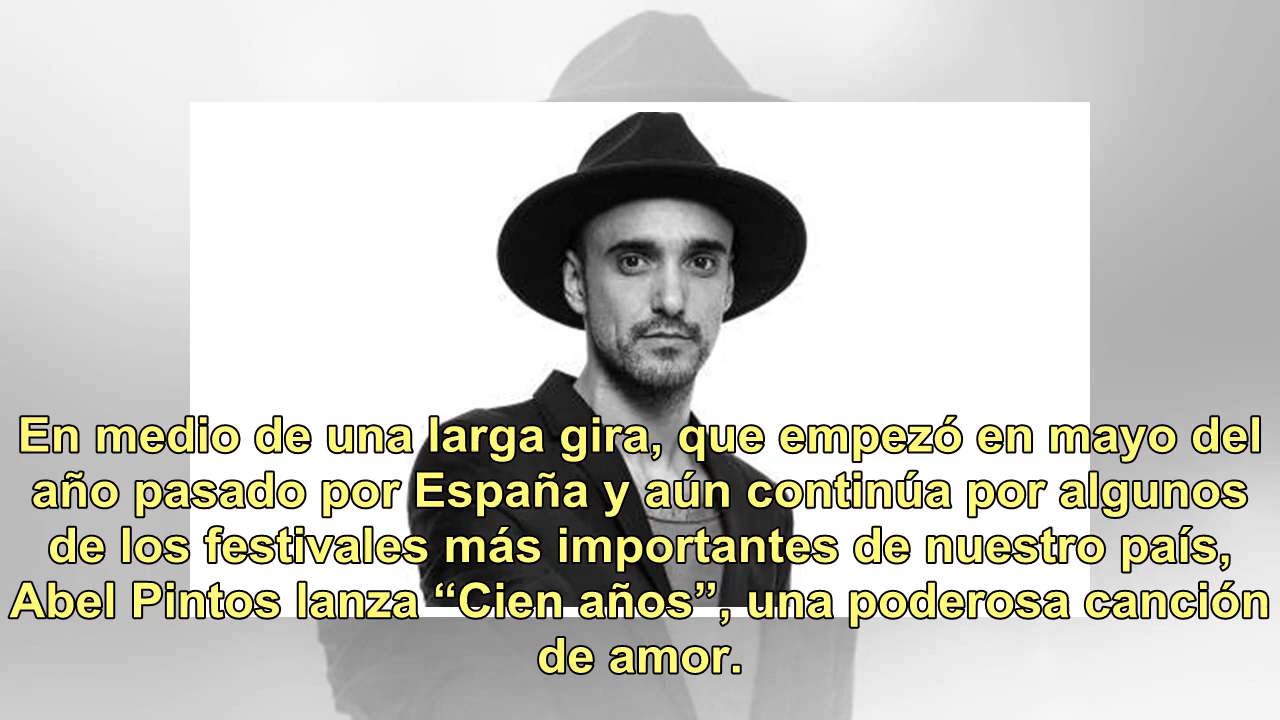 En medio de una larga gira, que empezó en mayo del
año pasado por España y aún continúa por algunos
de los festivales más importantes de nuestro país,
Abel Pintos lanza “Cien años”, una poderosa canción
de amor.